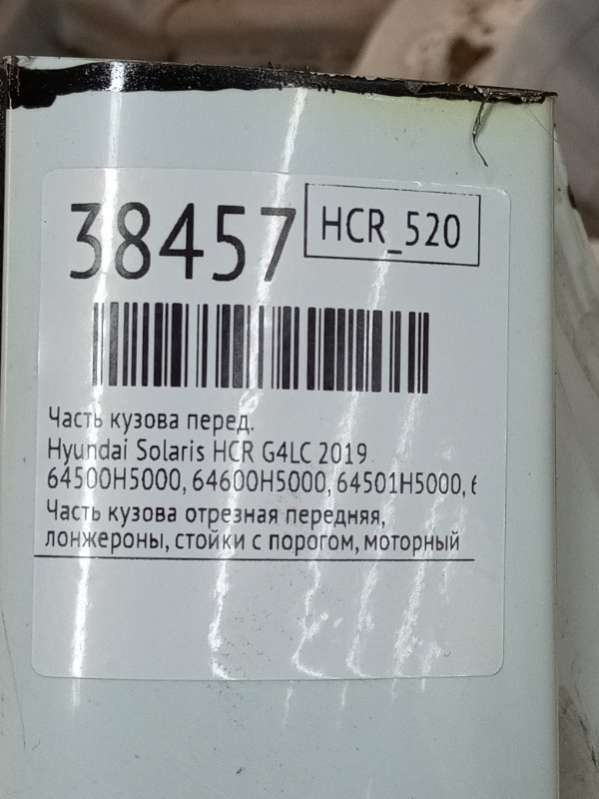 38457
HCR_520
Часть кузова перед.
Hyundai Solaris HCR G4LC 2019
64500H5000, 64600H5000, 64501H5000, 6
Часть кузова отрезная передняя,
лонжероны, стойки с порогом, моторный